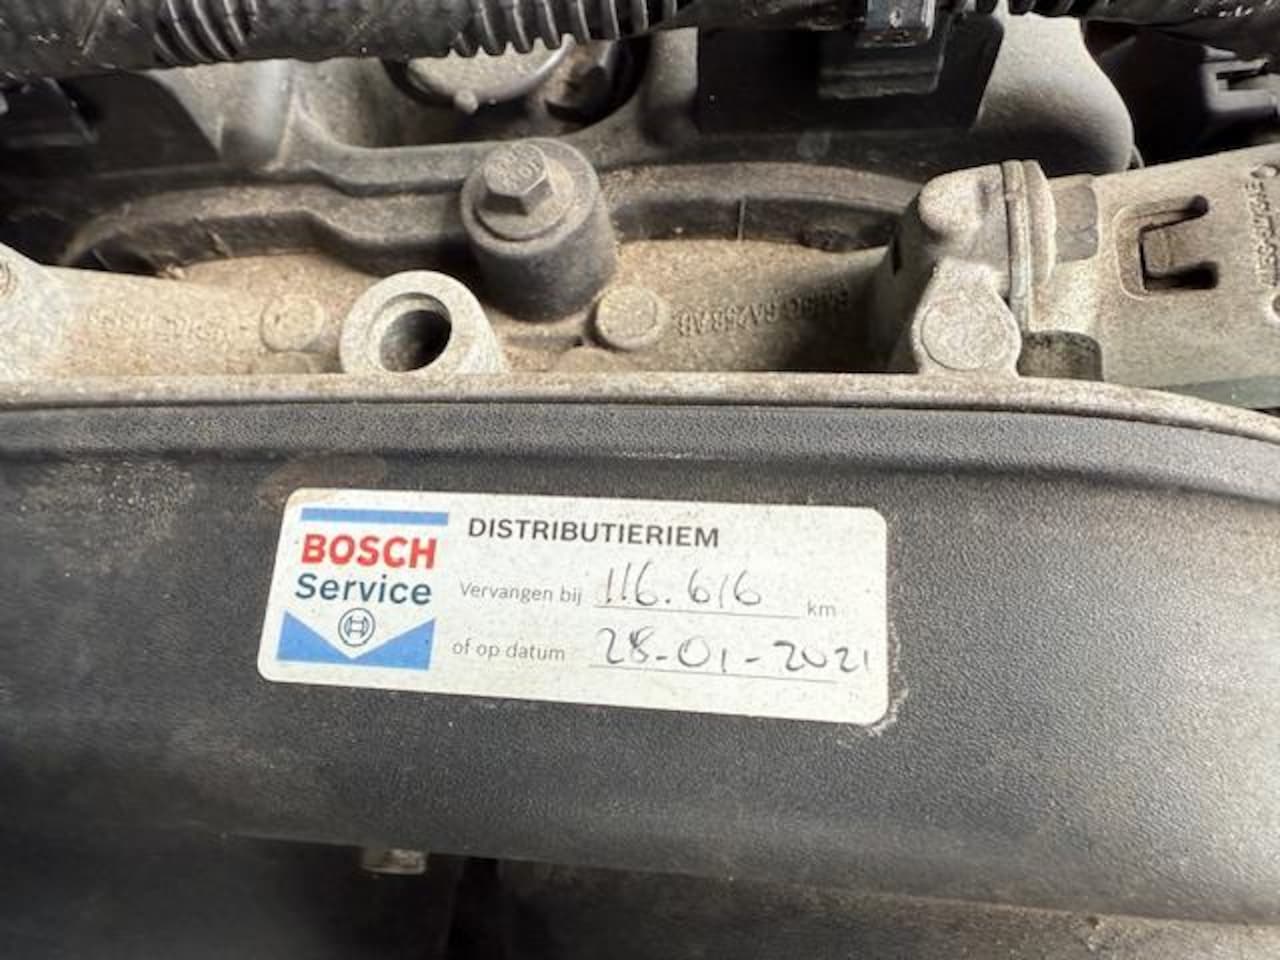 DISTRIBUTIERIEM
BOSCH
Service
Vervangen bij 116.616 km
of op datum 28-01-2021